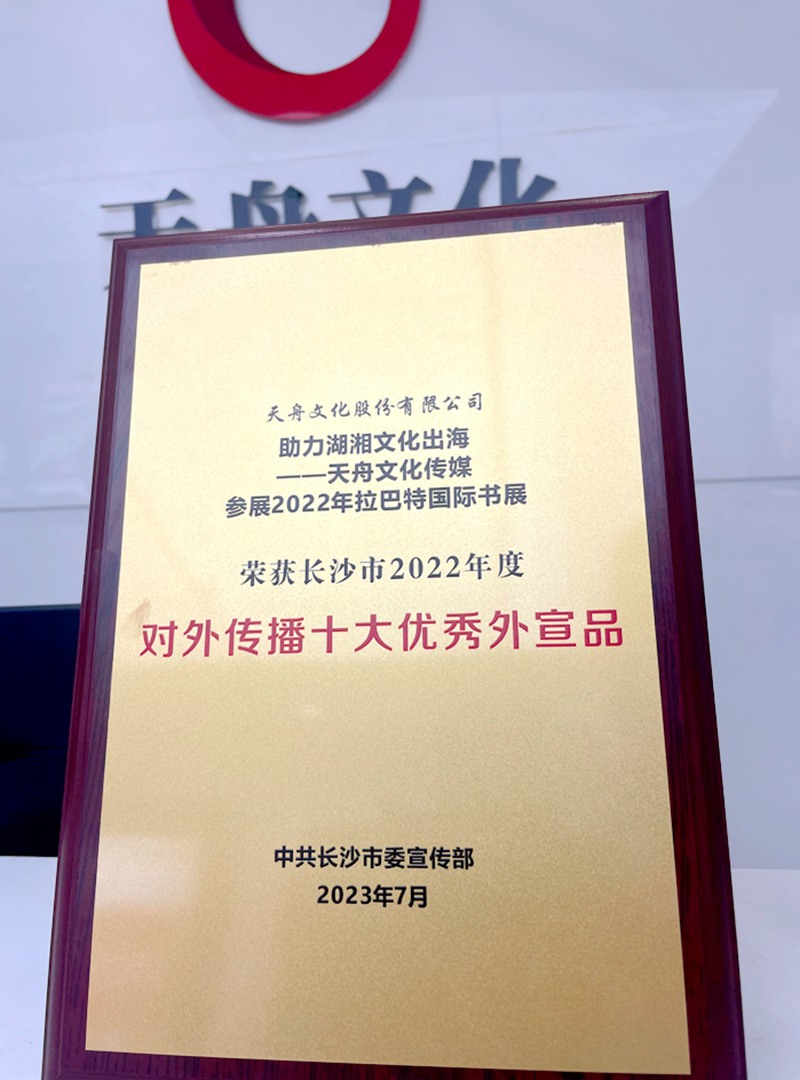 天舟文化
天舟文化股份有限公司
助力湖湘文化出海
——天舟文化传媒
参展2022年拉巴特国际书展
荣获长沙市2022年度
对外传播十大优秀外宣品
中共长沙市委宣传部
2023年7月